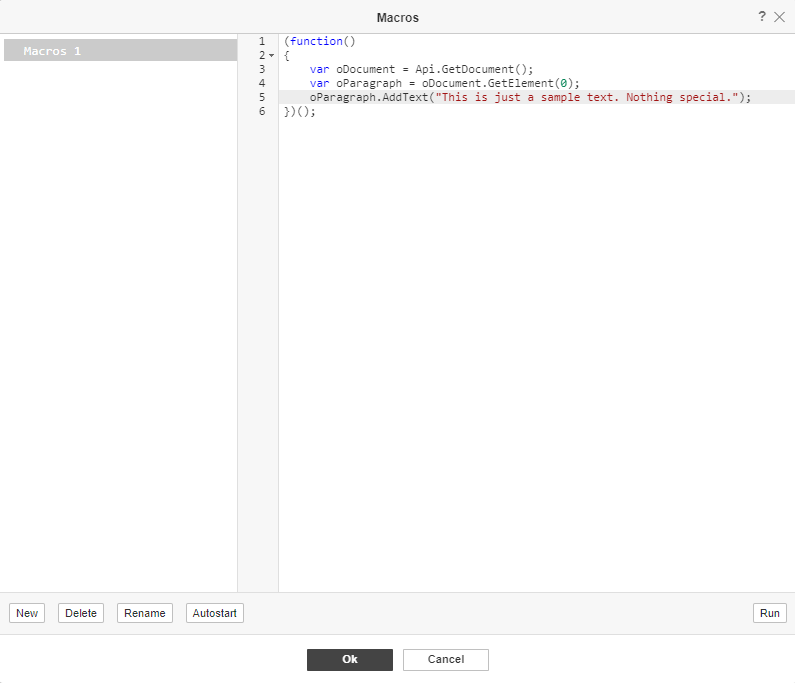 Macros
?
Macros 1
1 (function()
2 {
3     var oDocument = Api.GetDocument();
4     var oParagraph = oDocument.GetElement(0);
5     oParagraph.AddText("This is just a sample text. Nothing special.");
6 })();
New Delete Rename Autostart Run
Ok Cancel